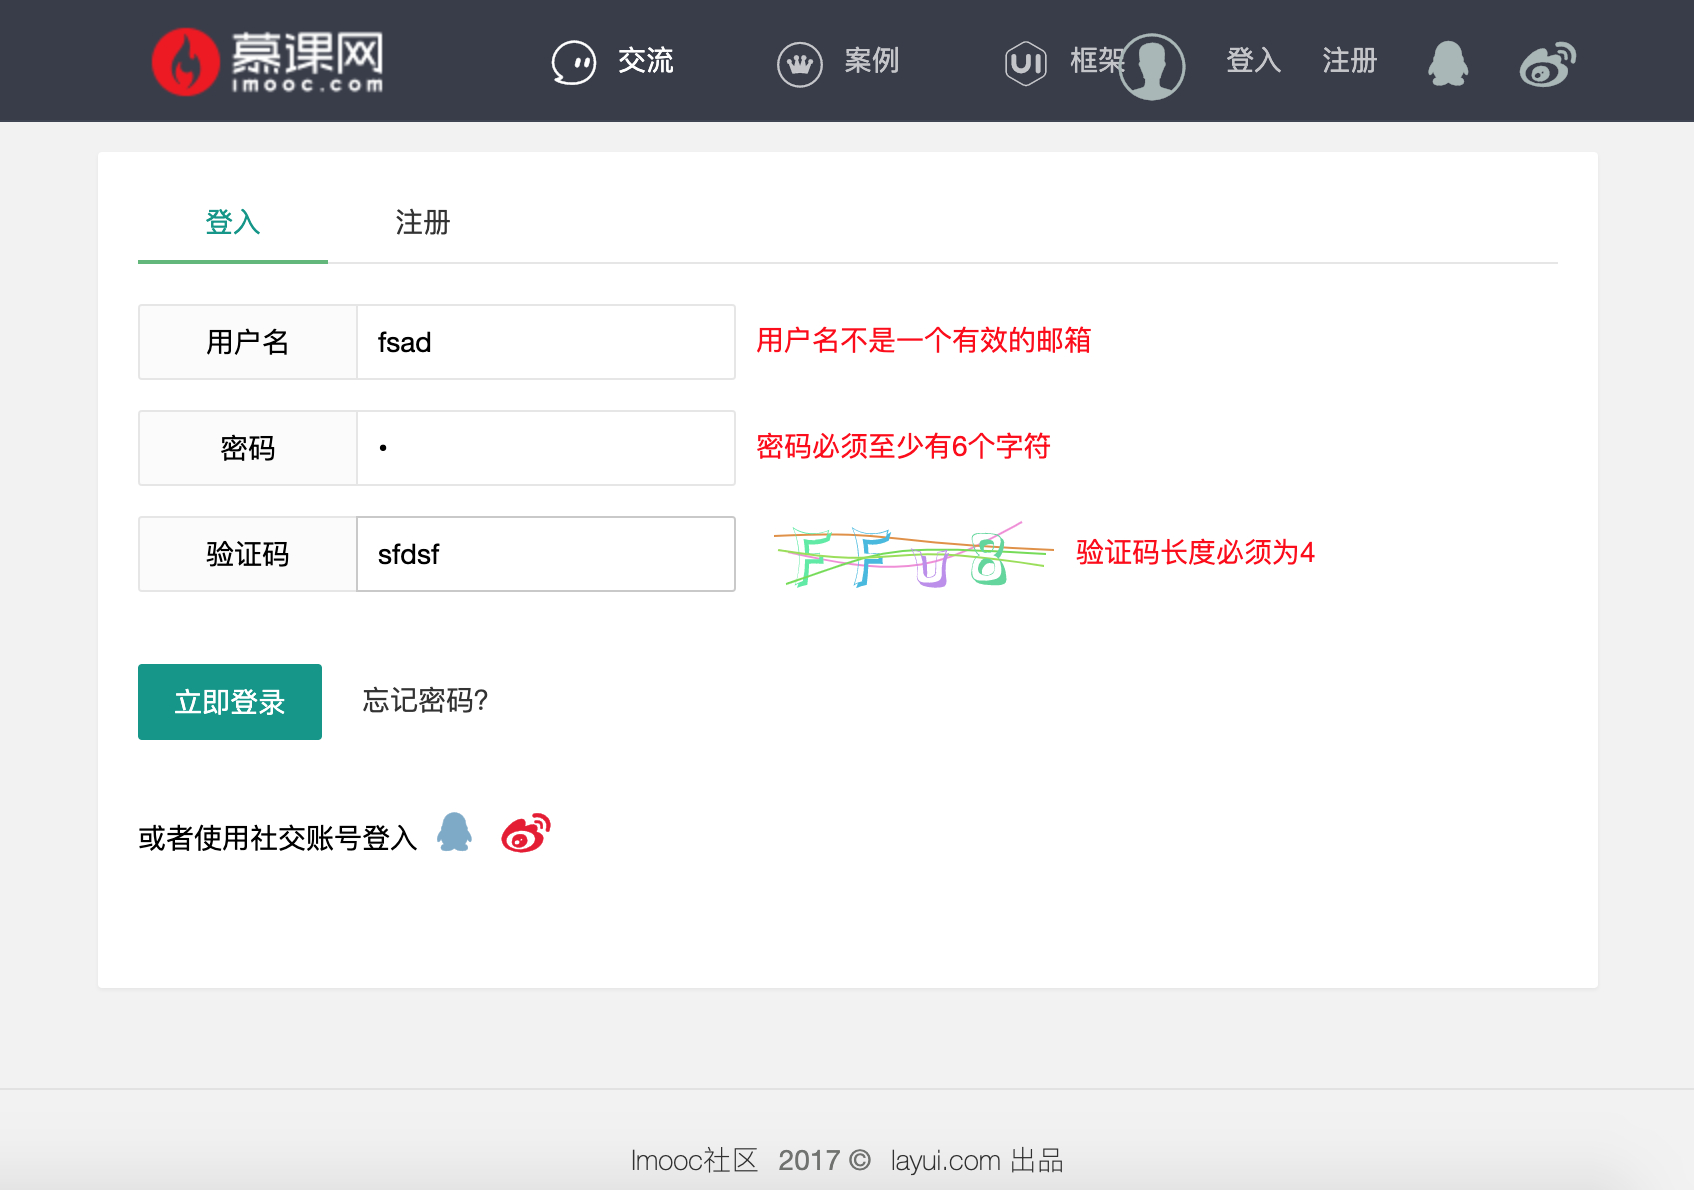 慕课网 imooc.com 交流 案例 UI 框架 登入 注册
登入 注册
用户名 fsad 用户名不是一个有效的邮箱
密码 • 密码必须至少有6个字符
验证码 sfdsf FFu8 验证码长度必须为4
立即登录 忘记密码?
或者使用社交账号登入
Imooc社区 2017 © layui.com 出品